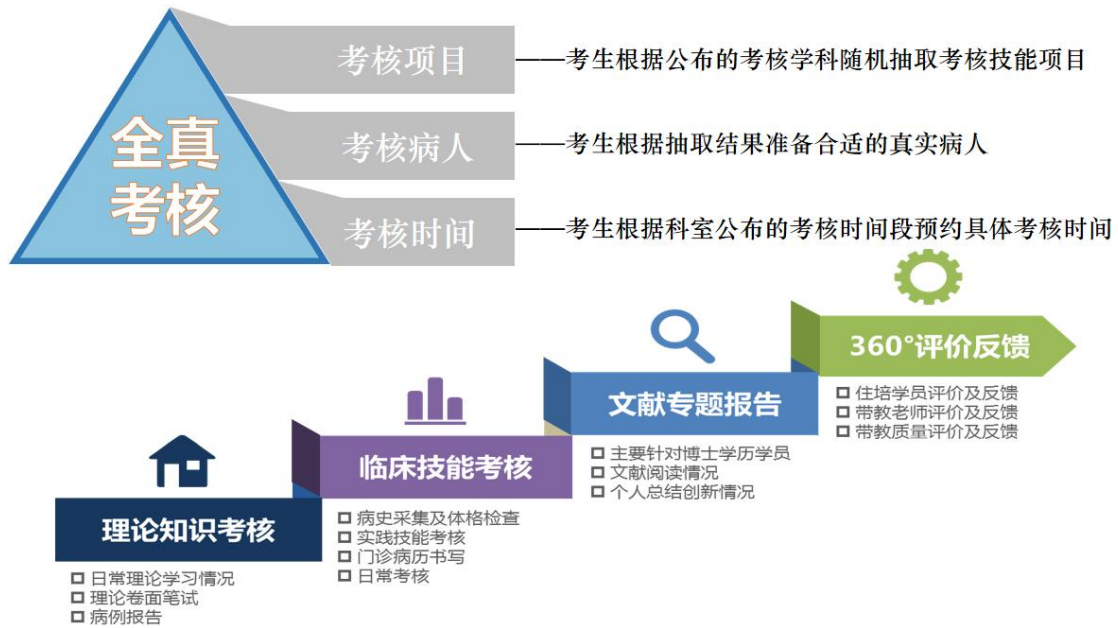 全真
考核
考核项目 ——考生根据公布的考核学科随机抽取考核技能项目
考核病人 ——考生根据抽取结果准备合适的真实病人
考核时间 ——考生根据科室公布的考核时间段预约具体考核时间
理论知识考核
日常理论学习情况
理论卷面笔试
病例报告
临床技能考核
病史采集及体格检查
实践技能考核
门诊病历书写
日常考核
文献专题报告
主要针对博士学历学员
文献阅读情况
个人总结创新情况
360°评价反馈
住培学员评价及反馈
带教老师评价及反馈
带教质量评价及反馈